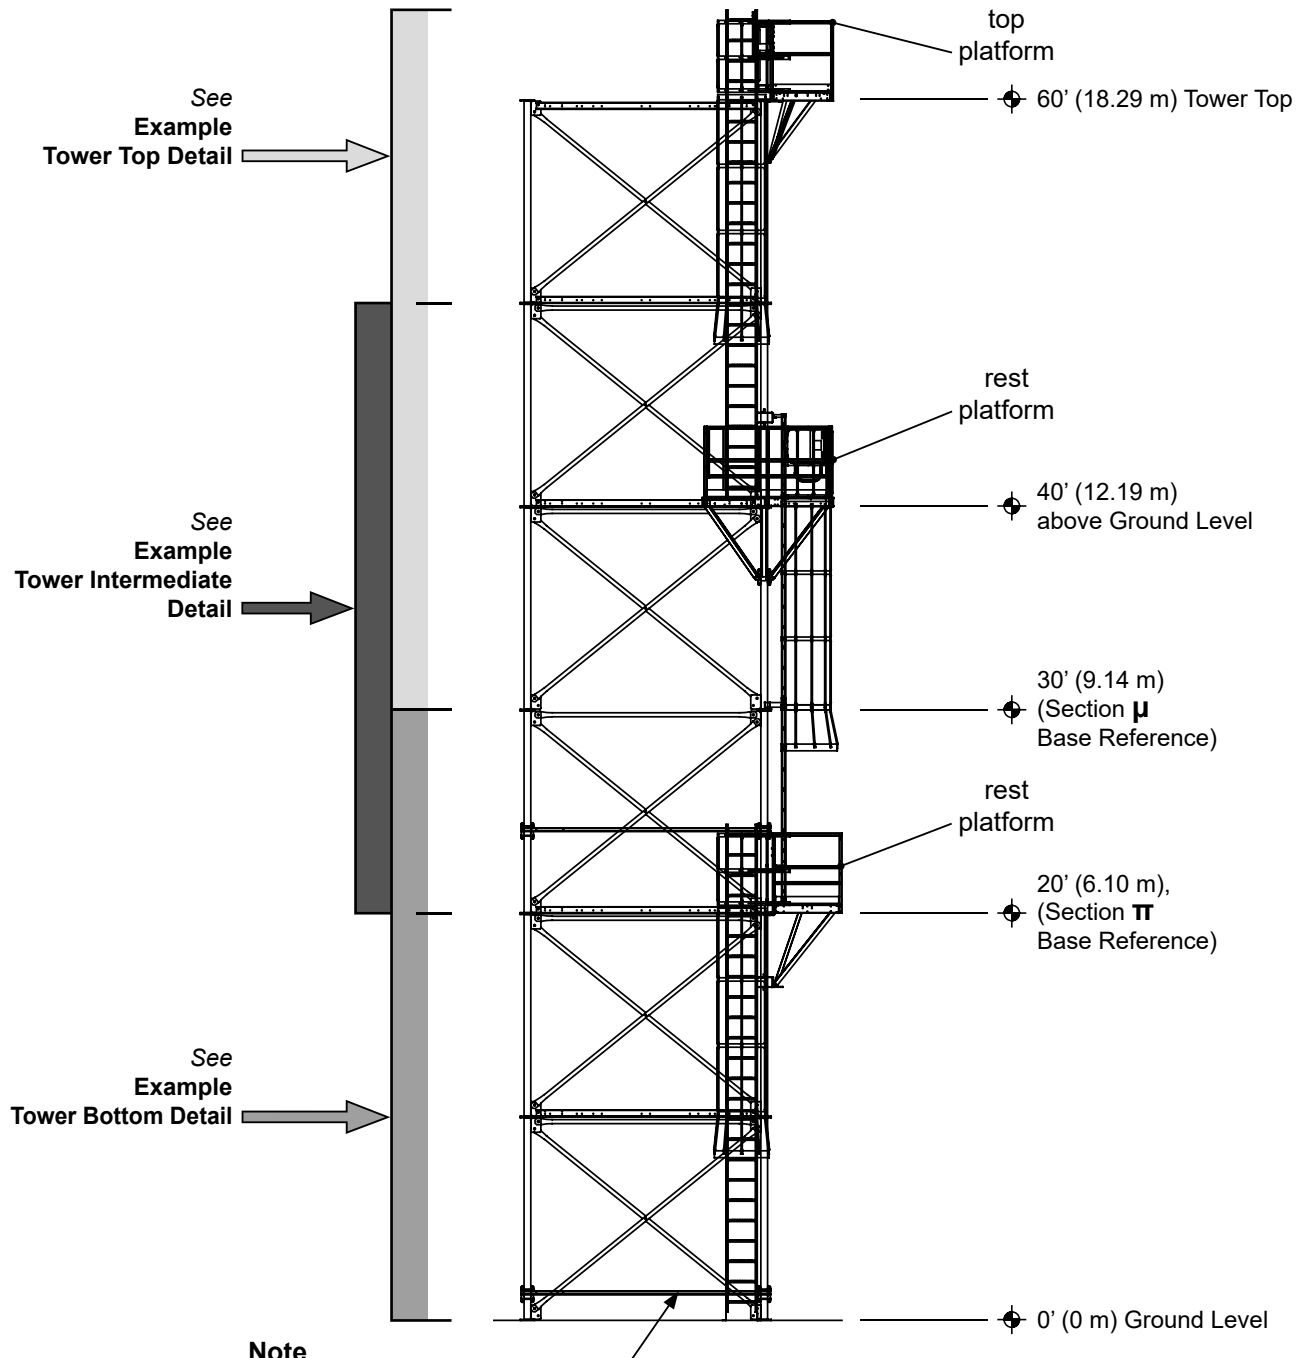 top
platform
60’ (18.29 m) Tower Top
See
Example
Tower Top Detail
rest
platform
40’ (12.19 m)
above Ground Level
See
Example
Tower Intermediate
Detail
30’ (9.14 m)
(Section μ
Base Reference)
rest
platform
20’ (6.10 m),
(Section π
Base Reference)
See
Example
Tower Bottom Detail
0’ (0 m) Ground Level
Note